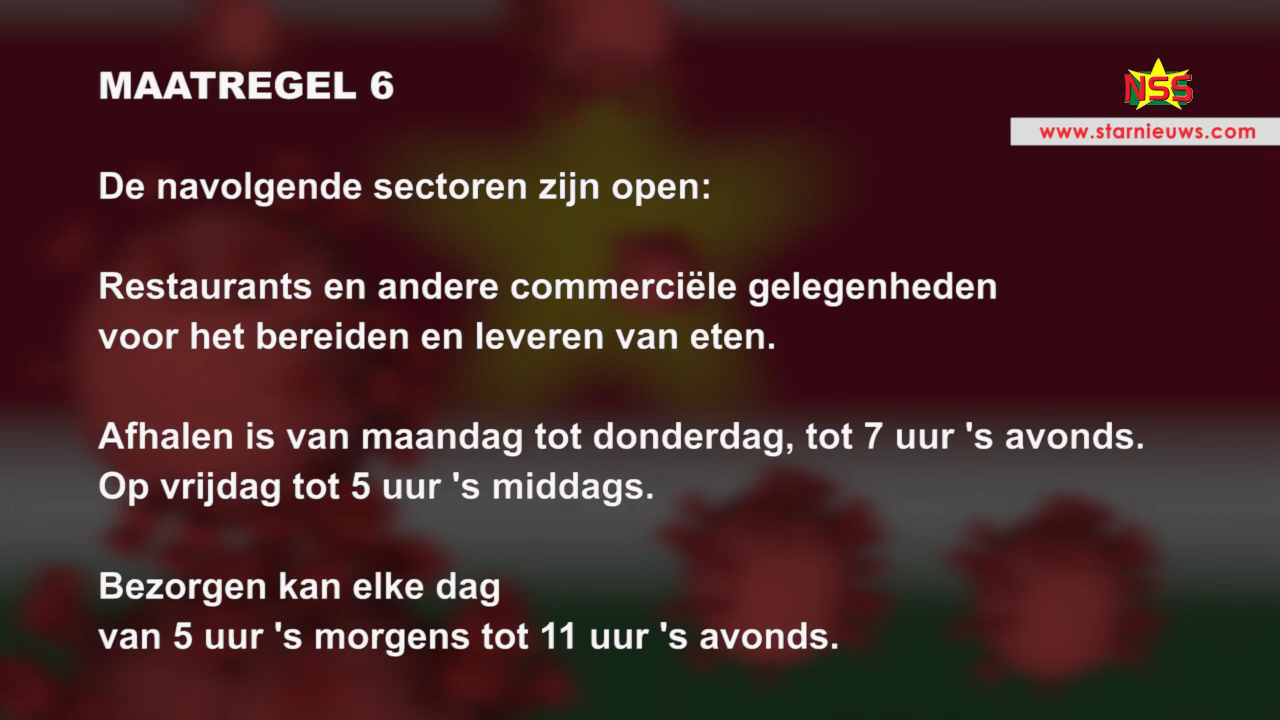 MAATREGEL 6
NSS
www.starnieuws.com
De navolgende sectoren zijn open:
Restaurants en andere commerciële gelegenheden
voor het bereiden en leveren van eten.
Afhalen is van maandag tot donderdag, tot 7 uur 's avonds.
Op vrijdag tot 5 uur 's middags.
Bezorgen kan elke dag
van 5 uur 's morgens tot 11 uur 's avonds.